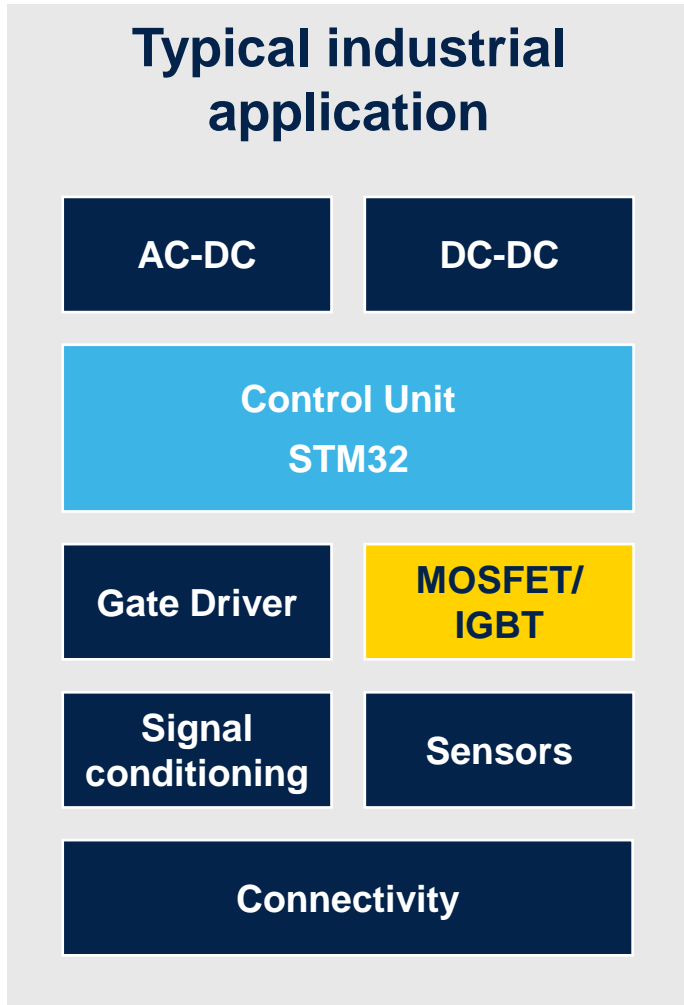 Typical industrial
application
AC-DC
DC-DC
Control Unit
STM32
Gate Driver
MOSFET/
IGBT
Signal
conditioning
Sensors
Connectivity